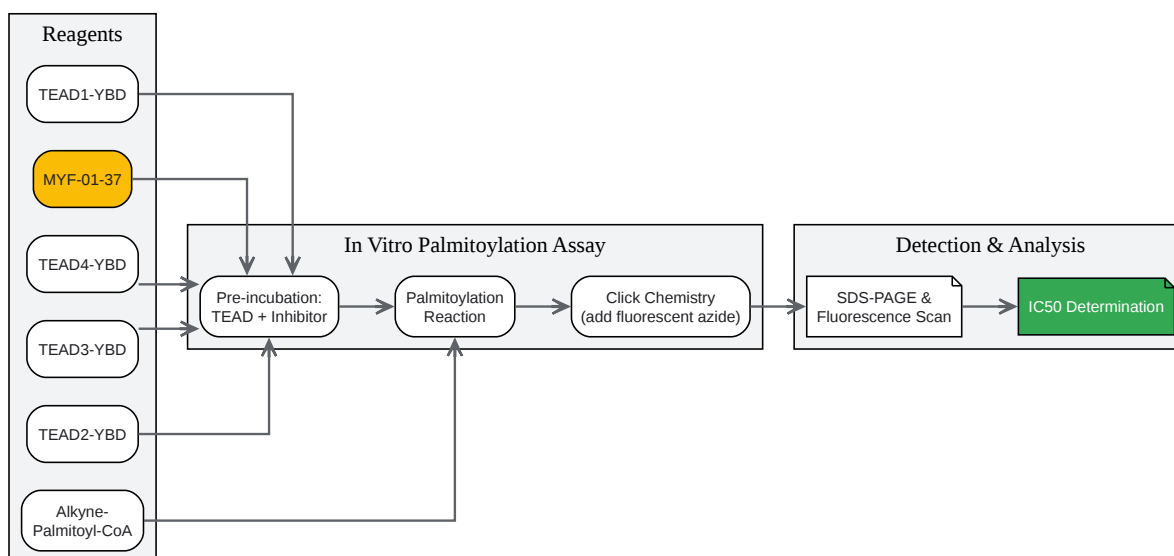 Reagents
TEAD1-YBD
MYF-01-37
TEAD4-YBD
TEAD3-YBD
TEAD2-YBD
Alkyne-
Palmitoyl-CoA
In Vitro Palmitoylation Assay
Pre-incubation:
TEAD + Inhibitor
Palmitoylation
Reaction
Click Chemistry
(add fluorescent azide)
Detection & Analysis
SDS-PAGE &
Fluorescence Scan
IC50 Determination